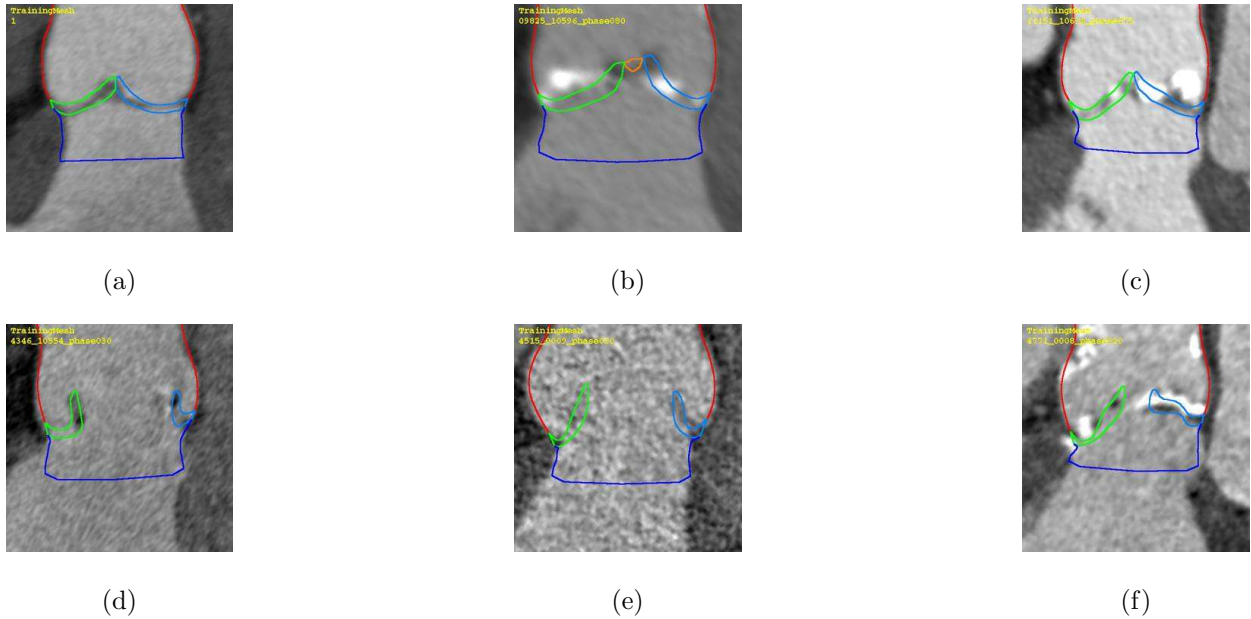 TrainingMesh
1
TrainingMesh
09825_10596_phase080
TrainingMesh
(a)
(b)
(c)
TrainingMesh
4346_10554_phase030
TrainingMesh
TrainingMesh
(d)
(e)
(f)